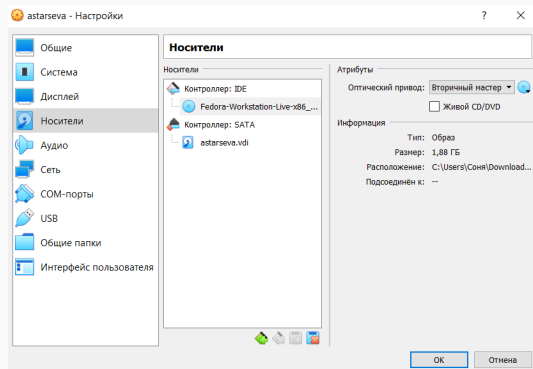 astarseva - Настройки
Общие
Система
Дисплей
Носители
Аудио
Сеть
COM-порты
USB
Общие папки
Интерфейс пользователя
Носители
Носители
Контроллер: IDE
Fedora-Workstation-Live-x86_...
Контроллер: SATA
astarseva.vdi
Атрибуты
Оптический привод: Вторичный мастер
Живой CD/DVD
Информация
Тип: Образ
Размер: 1,88 ГБ
Расположение: C:\Users\Соня\Download...
Подсоединён к: --
OK Отмена